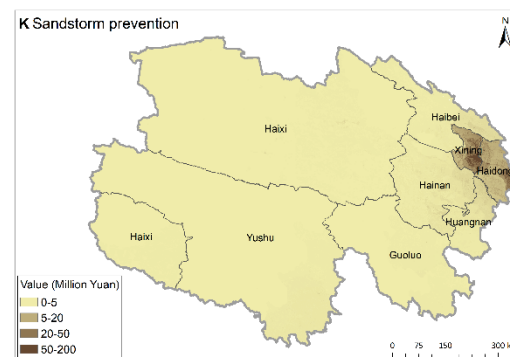 K Sandstorm prevention
N
Haibei
Haixi
Xining
Haidong
Hainan
Huangnan
Haixi
Yushu
Guoluo
Value (Million Yuan)
0-5
5-20
20-50
50-200
0 75 150 300